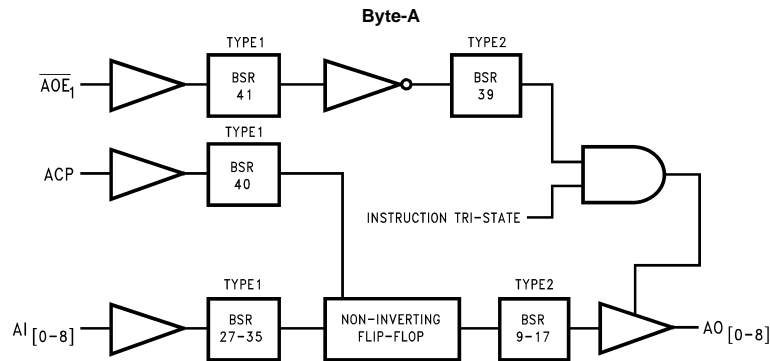 Byte-A
TYPE1
TYPE2
AOE1
BSR
41
BSR
39
TYPE1
ACP
BSR
40
INSTRUCTION TRI-STATE
TYPE1
TYPE2
AI[0-8]
BSR
27-35
NON-INVERTING
FLIP-FLOP
BSR
9-17
AO[0-8]